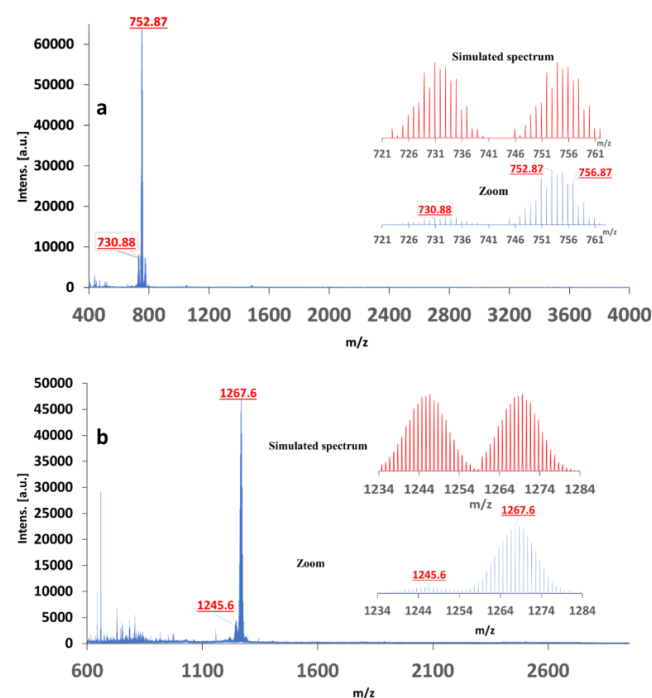 752.87
60000
50000
40000
30000
20000
10000
0
Intens. [a.u.]
a
730.88
400 800 1200 1600 2000 2400 2800 3200 3600 4000
m/z
Simulated spectrum
721 726 731 736 741 746 751 756 761
m/z
Zoom
752.87
756.87
730.88
721 726 731 736 741 746 751 756 761
m/z
50000
45000
40000
35000
30000
25000
20000
15000
10000
5000
0
Intens. [a.u.]
b
1267.6
1245.6
600 1100 1600 2100 2600
m/z
Simulated spectrum
1234 1244 1254 1264 1274 1284
m/z
Zoom
1267.6
1245.6
1234 1244 1254 1264 1274 1284
m/z